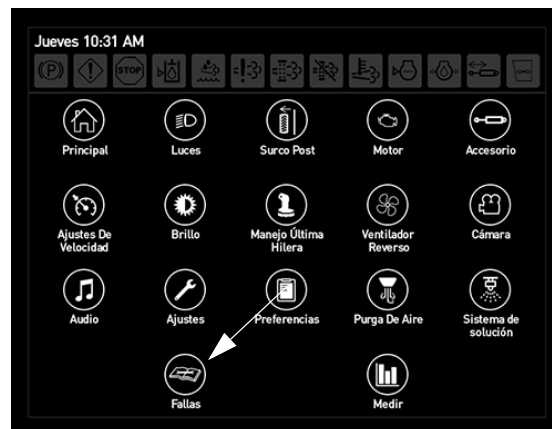 Jueves 10:31 AM
(P)
STOP
Principal
Luces
Surco Post
Motor
Accesorio
Ajustes De
Velocidad
Brillo
Manejo Última
Hilera
Ventilador
Reverso
Cámara
Audio
Ajustes
Preferencias
Purga De Aire
Sistema de
solución
Fallas
Medir